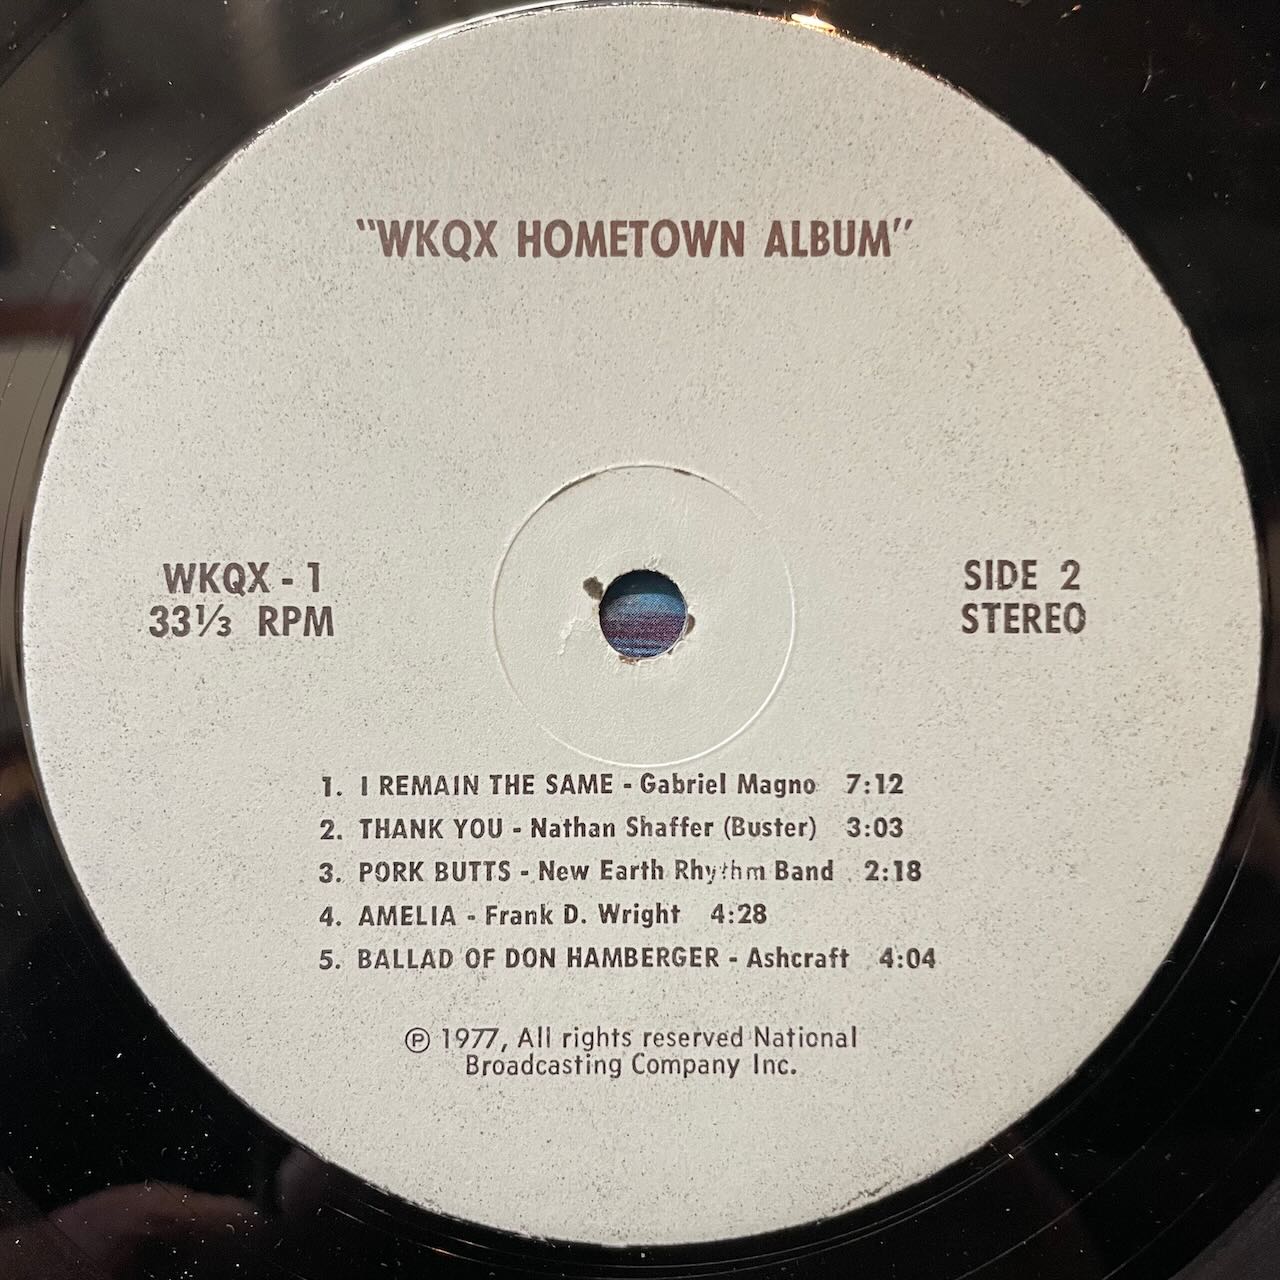 "WKQX HOMETOWN ALBUM"
WKQX - 1
33⅓ RPM
SIDE 2
STEREO
1. I REMAIN THE SAME - Gabriel Magno 7:12
2. THANK YOU - Nathan Shaffer (Buster) 3:03
3. PORK BUTTS - New Earth Rhythm Band 2:18
4. AMELIA - Frank D. Wright 4:28
5. BALLAD OF DON HAMBERGER - Ashcraft 4:04
℗ 1977, All rights reserved National
Broadcasting Company Inc.